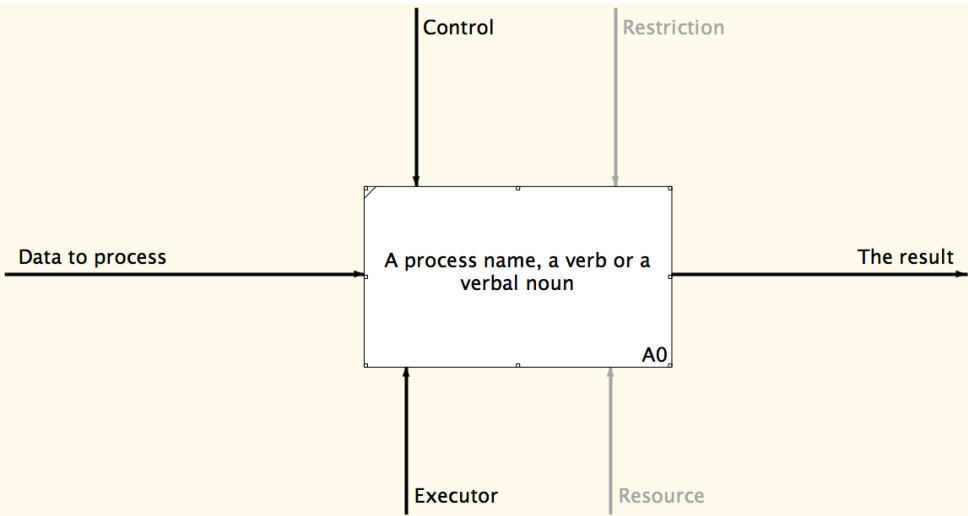 Control
Restriction
Data to process
The result
A process name, a verb or a
verbal noun
A0
Executor
Resource